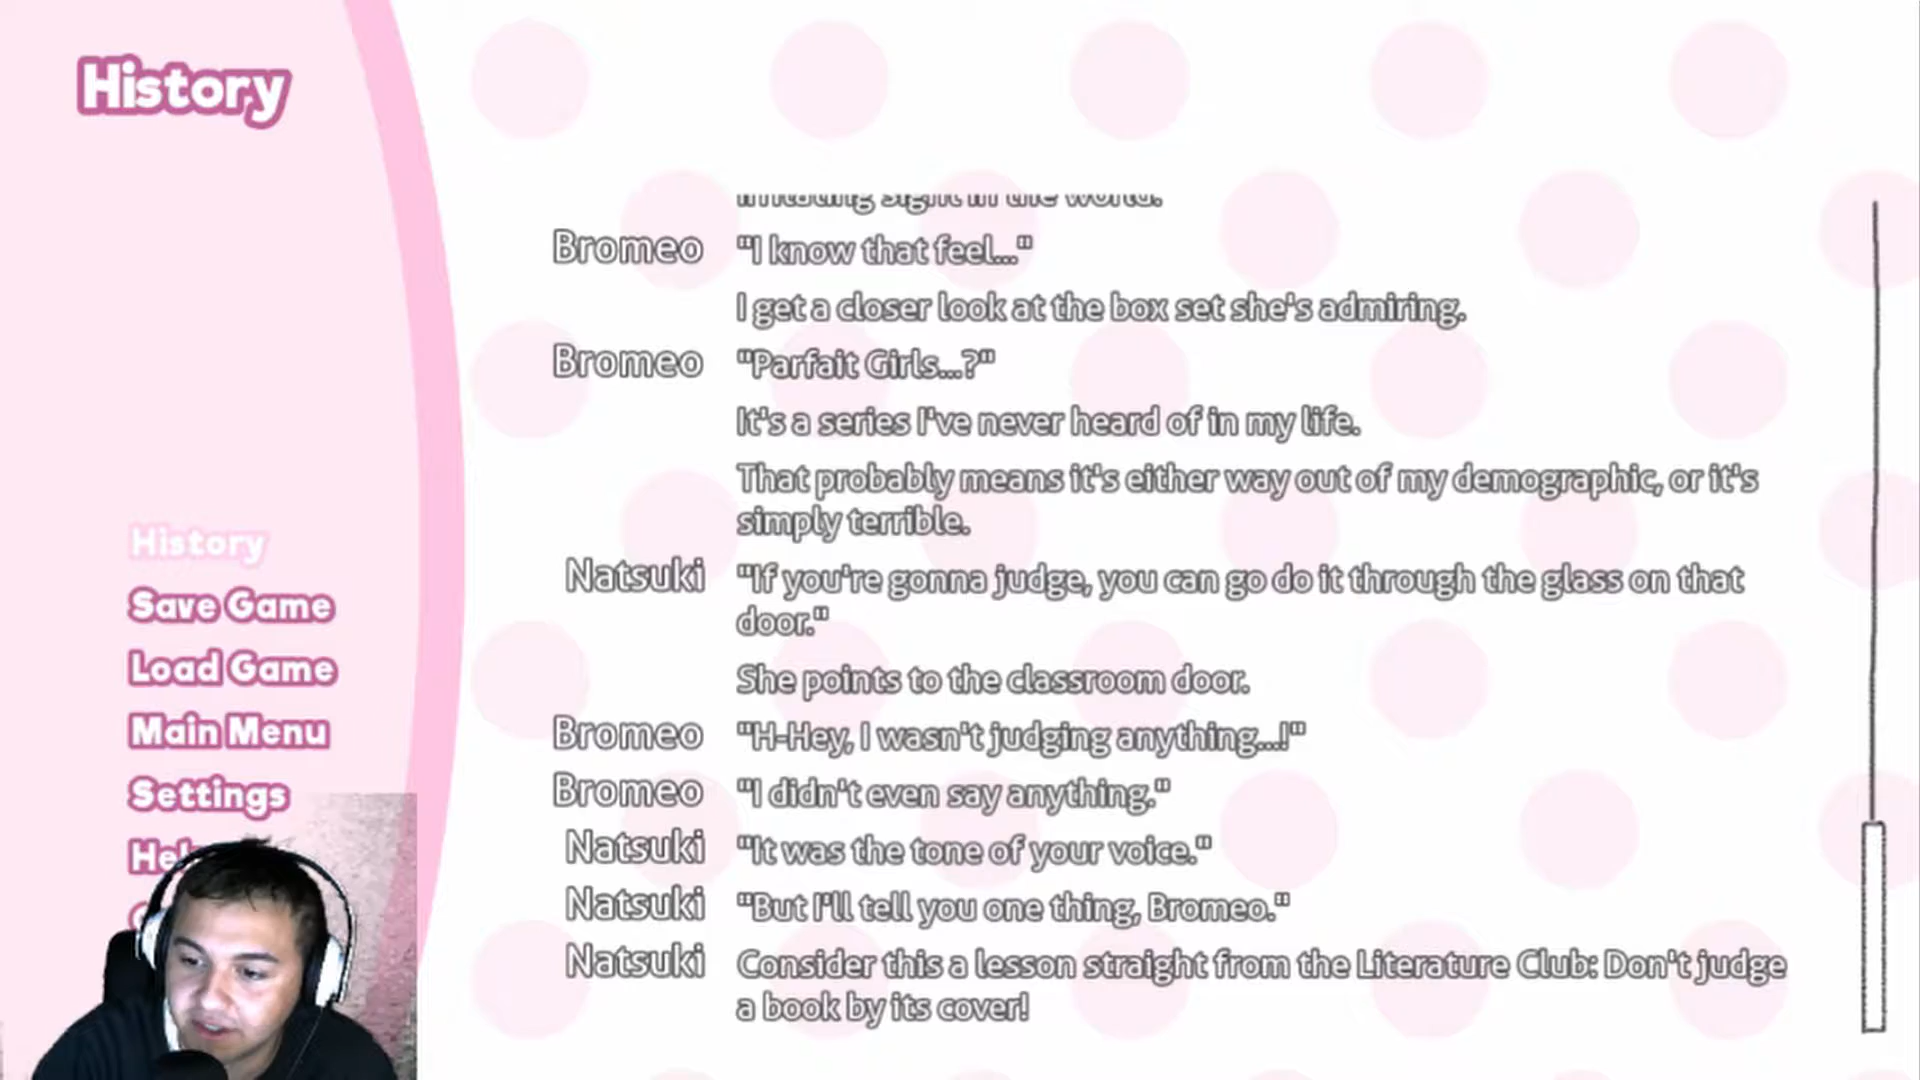 History
irritating sight in the world.
Bromeo "I know that feel..."
I get a closer look at the box set she's admiring.
Bromeo "Parfait Girls...?"
It's a series I've never heard of in my life.
That probably means it's either way out of my demographic, or it's
simply terrible.
Natsuki "If you're gonna judge, you can go do it through the glass on that
door."
She points to the classroom door.
Bromeo "H-Hey, I wasn't judging anything...!"
Bromeo "I didn't even say anything."
Natsuki "It was the tone of your voice."
Natsuki "But I'll tell you one thing, Bromeo."
Natsuki Consider this a lesson straight from the Literature Club: Don't judge
a book by its cover!
History
Save Game
Load Game
Main Menu
Settings